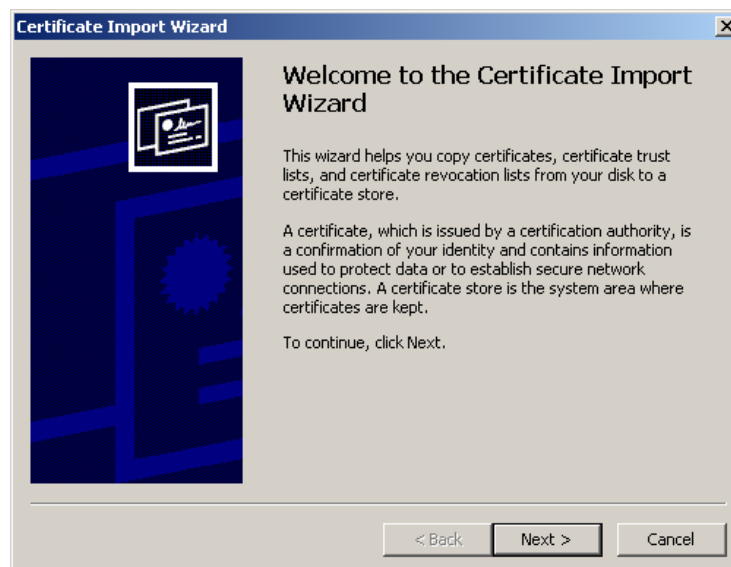 Certificate Import Wizard
Welcome to the Certificate Import
Wizard
This wizard helps you copy certificates, certificate trust
lists, and certificate revocation lists from your disk to a
certificate store.
A certificate, which is issued by a certification authority, is
a confirmation of your identity and contains information
used to protect data or to establish secure network
connections. A certificate store is the system area where
certificates are kept.
To continue, click Next.
< Back
Next >
Cancel